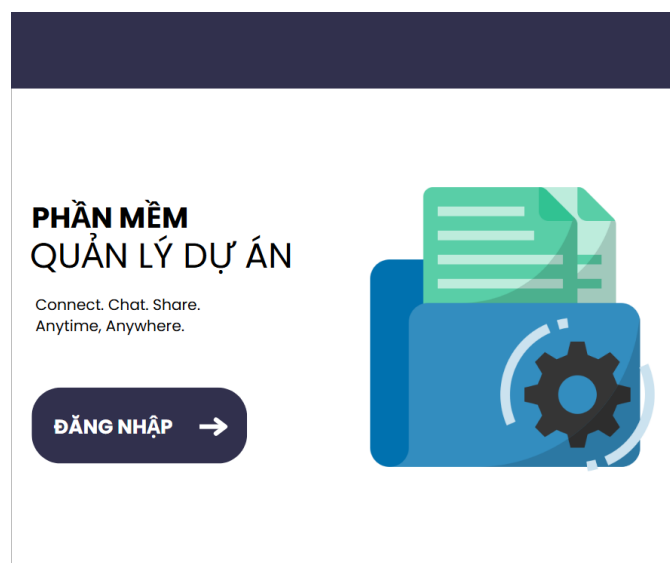 PHẦN MỀM
QUẢN LÝ DỰ ÁN
Connect. Chat. Share.
Anytime, Anywhere.
ĐĂNG NHẬP